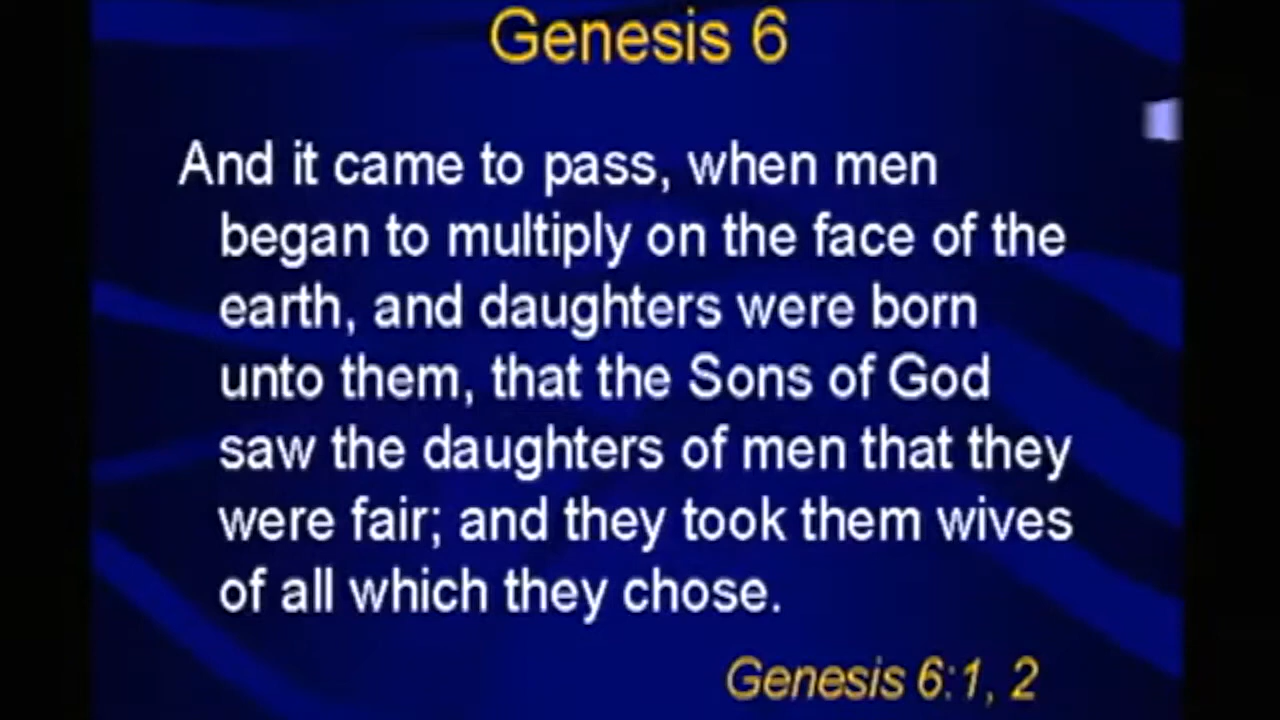 Genesis 6
And it came to pass, when men
began to multiply on the face of the
earth, and daughters were born
unto them, that the Sons of God
saw the daughters of men that they
were fair; and they took them wives
of all which they chose.
Genesis 6:1, 2